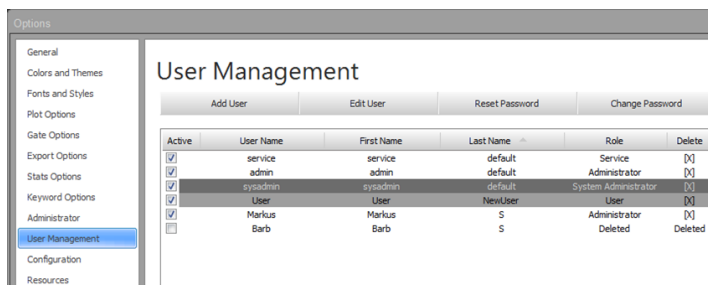 Options
General
Colors and Themes
Fonts and Styles
Plot Options
Gate Options
Export Options
Stats Options
Keyword Options
Administrator
User Management
Configuration
Resources
User Management
Add User Edit User Reset Password Change Password
Active User Name First Name Last Name Role Delete
service service default Service [X]
admin admin default Administrator [X]
sysadmin sysadmin default System Administrator [X]
User User NewUser User [X]
Markus Markus S Administrator [X]
Barb Barb S Deleted Deleted